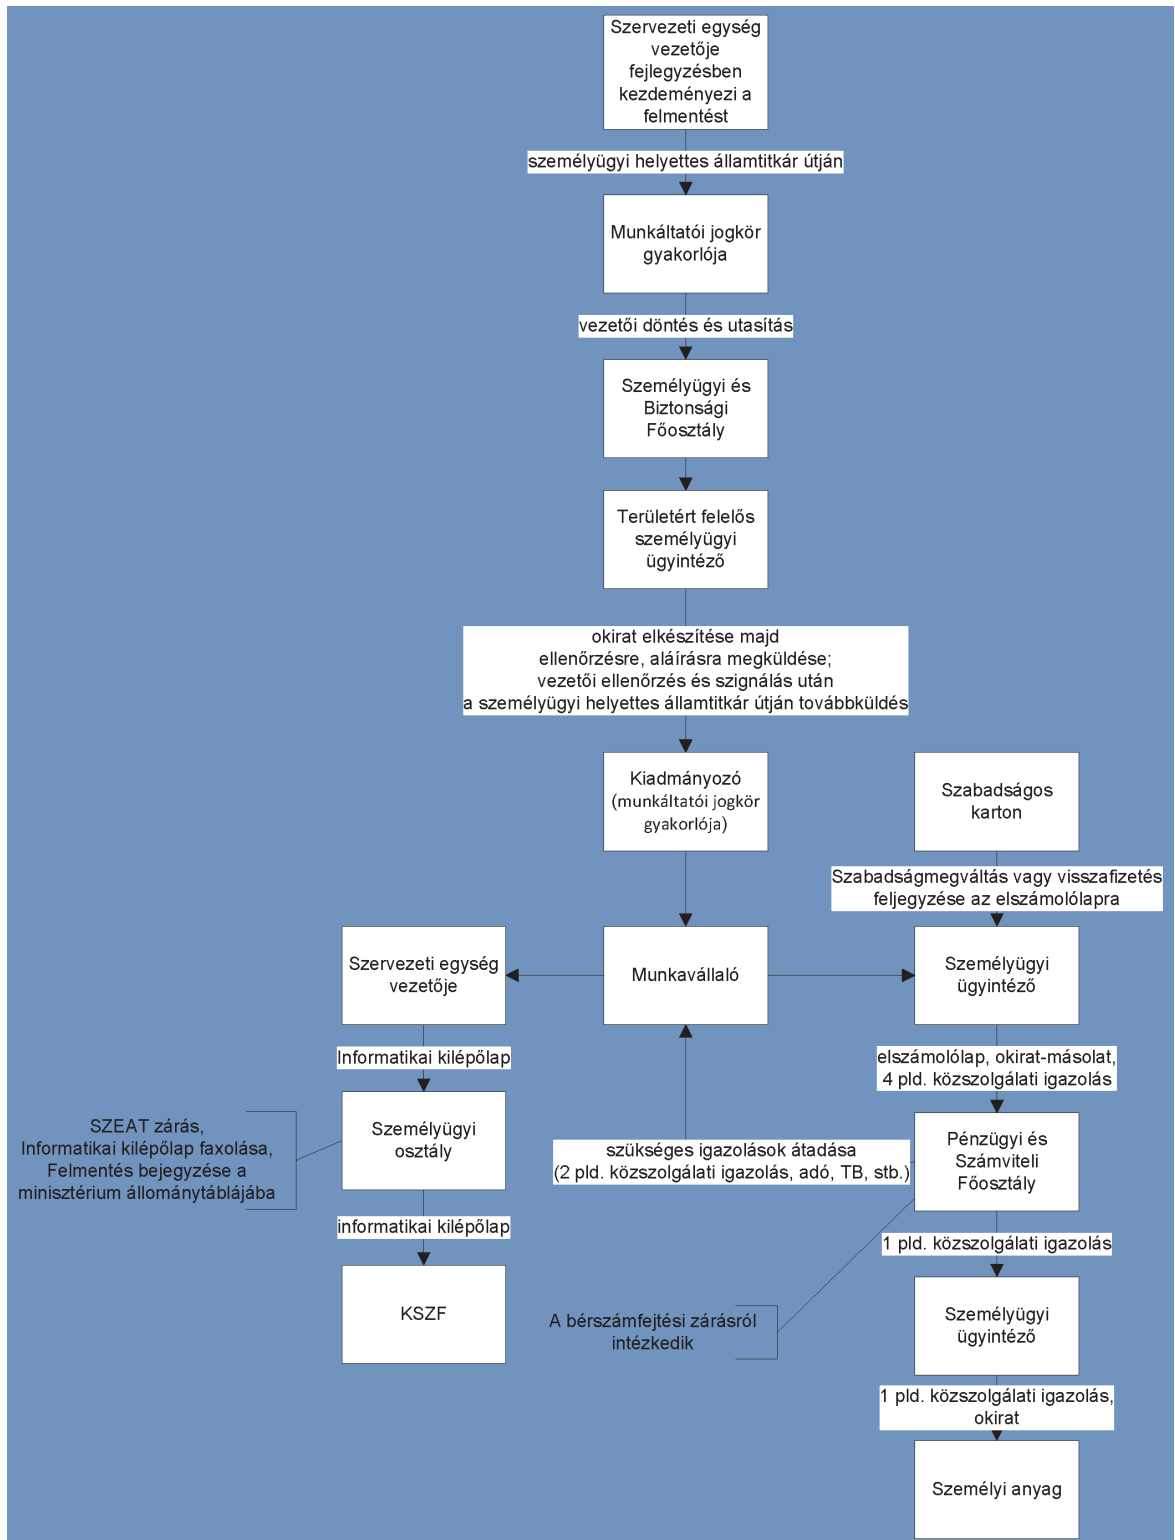 Szervezeti egység
vezetője
fejlegyzésben
kezdeményezi a
felmentést
személyügyi helyettes államtitkár útján
Munkáltatói jogkör
gyakorlója
vezetői döntés és utasítás
Személyügyi és
Biztonsági
Főosztály
Területért felelős
személyügyi
ügyintéző
okirat elkészítése majd
ellenőrzésre, aláírásra megküldése;
vezetői ellenőrzés és szignálás után
a személyügyi helyettes államtitkár útján továbbküldés
Kiadmányozó
(munkáltatói jogkör
gyakorlója)
Szabadságos
karton
Szabadságmegváltás vagy visszafizetés
feljegyzése az elszámolólapra
Szervezeti egység
vezetője
Munkavállaló
Személyügyi
ügyintéző
Informatikai kilépőlap
elszámolólap, okirat-másolat,
4 pld. közszolgálati igazolás
SZEAT zárás,
Informatikai kilépőlap faxolása,
Felmentés bejegyzése a
minisztérium állománytáblájába
Személyügyi
osztály
szükséges igazolások átadása
(2 pld. közszolgálati igazolás, adó, TB, stb.)
Pénzügyi és
Számviteli
Főosztály
informatikai kilépőlap
1 pld. közszolgálati igazolás
KSZF
A bérszámfejtési zárásról
intézkedik
Személyügyi
ügyintéző
1 pld. közszolgálati igazolás,
okirat
Személyi anyag